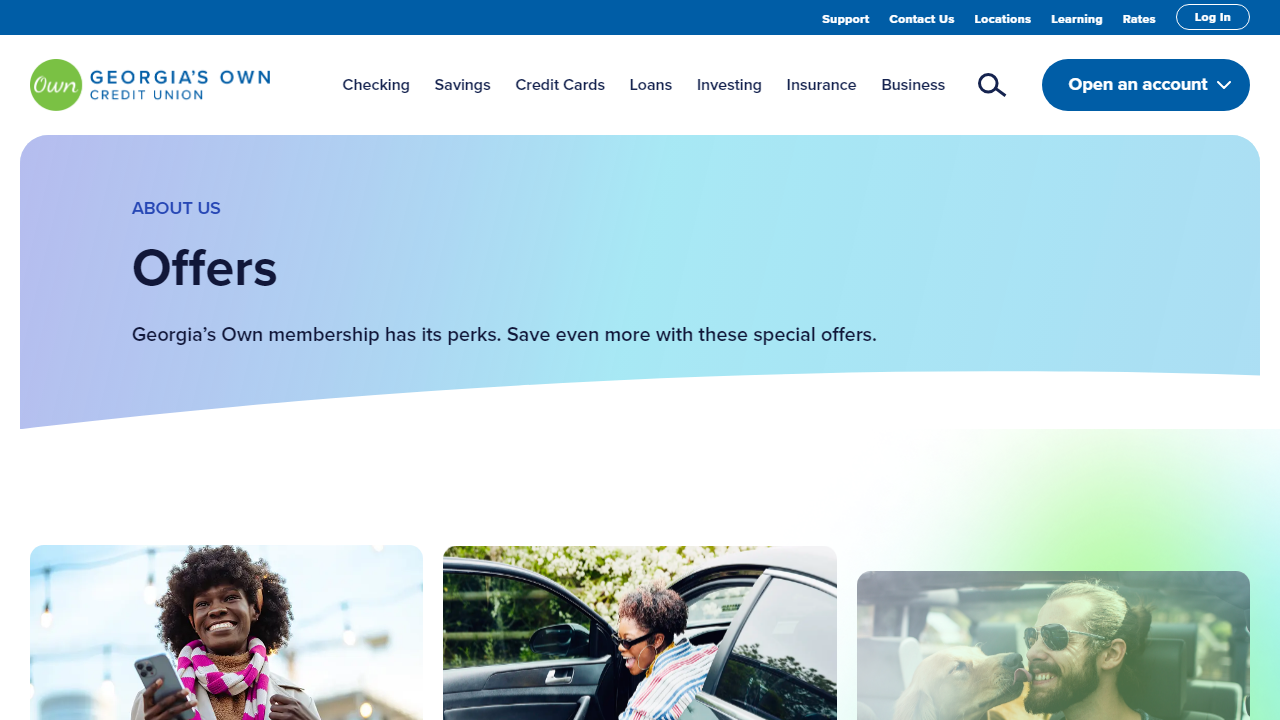 Support Contact Us Locations Learning Rates Log In
Own GEORGIA'S OWN
CREDIT UNION
Checking Savings Credit Cards Loans Investing Insurance Business Open an account
ABOUT US
Offers
Georgia’s Own membership has its perks. Save even more with these special offers.